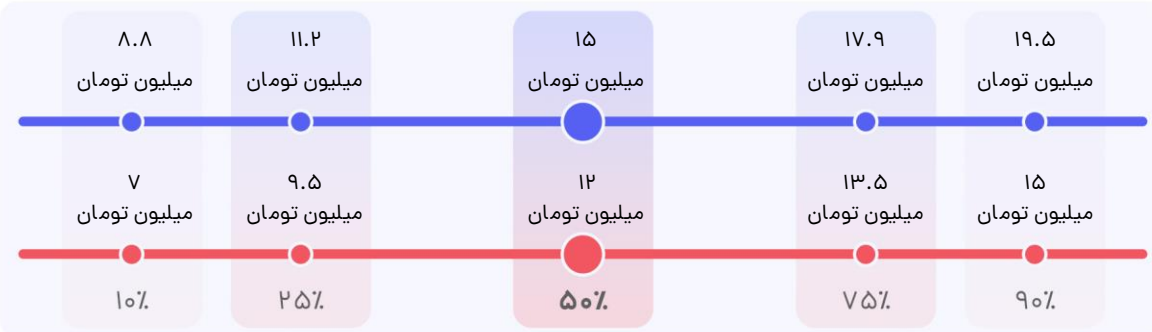 ۸.۸
میلیون تومان
۱۱.۲
میلیون تومان
۱۵
میلیون تومان
۱۷.۹
میلیون تومان
۱۹.۵
میلیون تومان
۷
میلیون تومان
۹.۵
میلیون تومان
۱۲
میلیون تومان
۱۳.۵
میلیون تومان
۱۵
میلیون تومان
۱۰٪
۲۵٪
۵۰٪
۷۵٪
۹۰٪